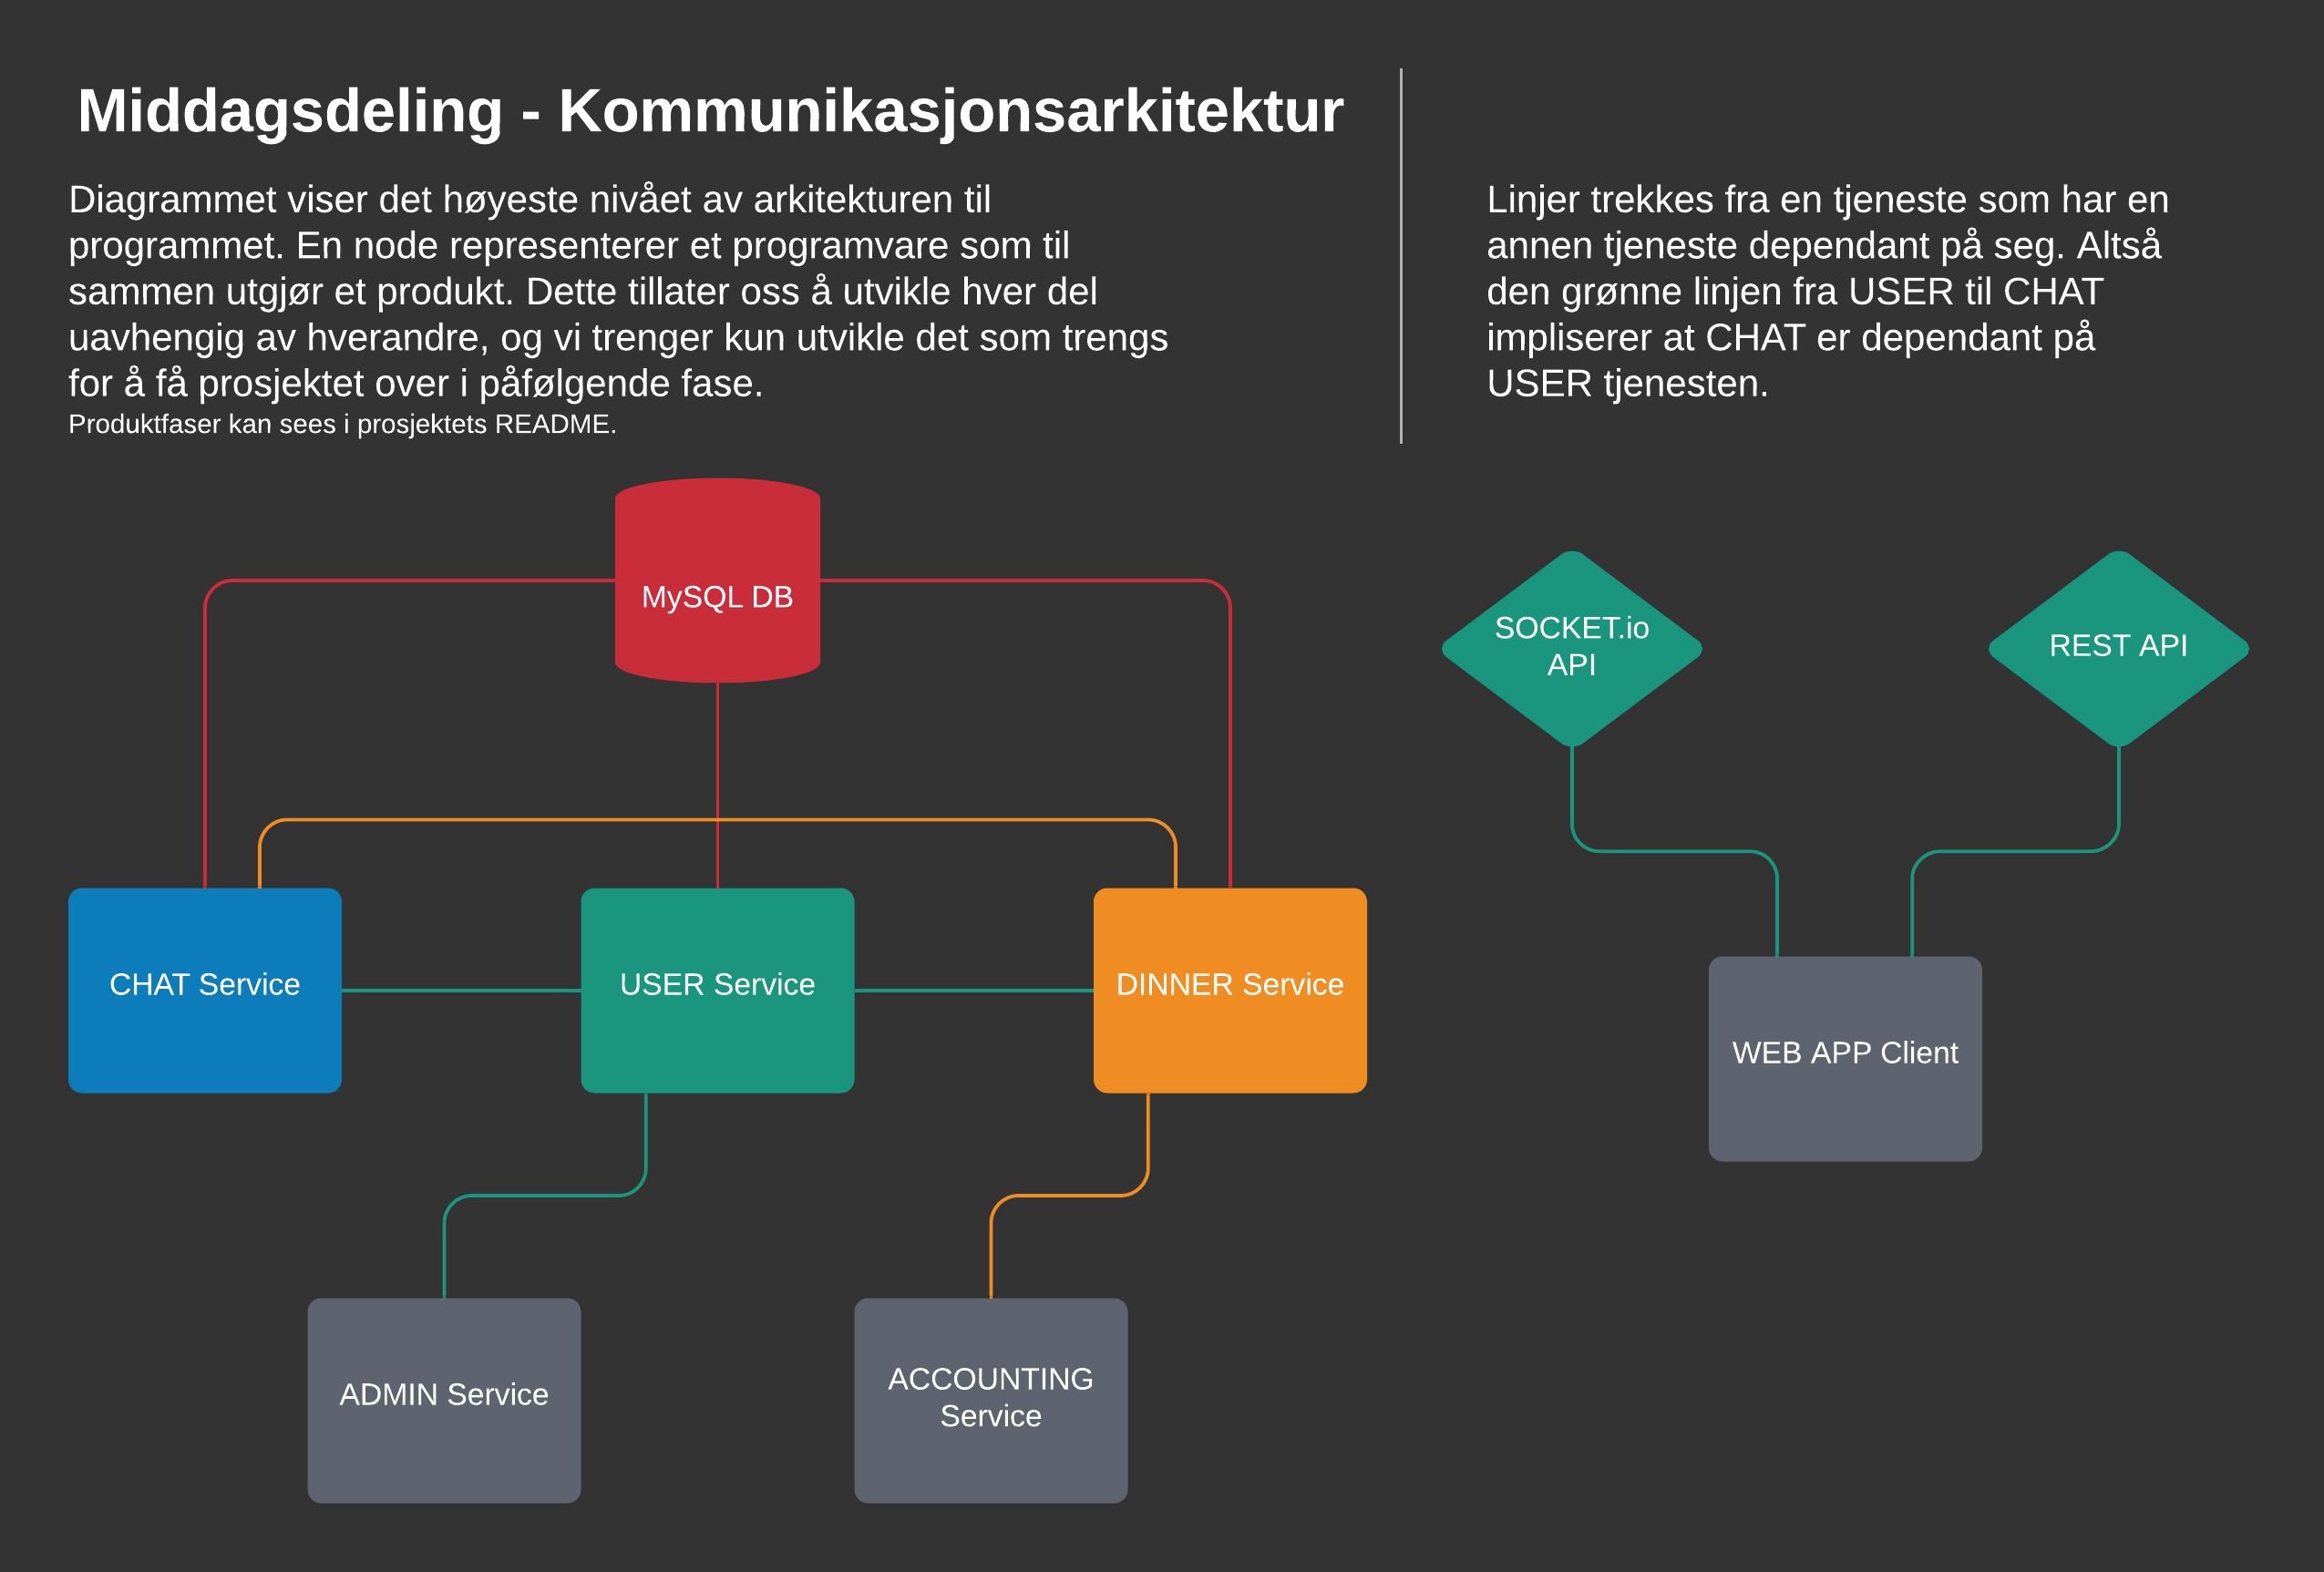 Middagsdeling - Kommunikasjonsarkitektur
Diagrammet viser det høyeste nivået av arkitekturen til
programmet. En node representerer et programvare som til
sammen utgjør et produkt. Dette tillater oss å utvikle hver del
uavhengig av hverandre, og vi trenger kun utvikle det som trengs
for å få prosjektet over i påfølgende fase.
Produktfaser kan sees i prosjektets README.
Linjer trekkes fra en tjeneste som har en
annen tjeneste dependant på seg. Altså
den grønne linjen fra USER til CHAT
impliserer at CHAT er dependant på
USER tjenesten.
MySQL DB
SOCKET.io
API
REST API
CHAT Service
USER Service
DINNER Service
WEB APP Client
ADMIN Service
ACCOUNTING
Service